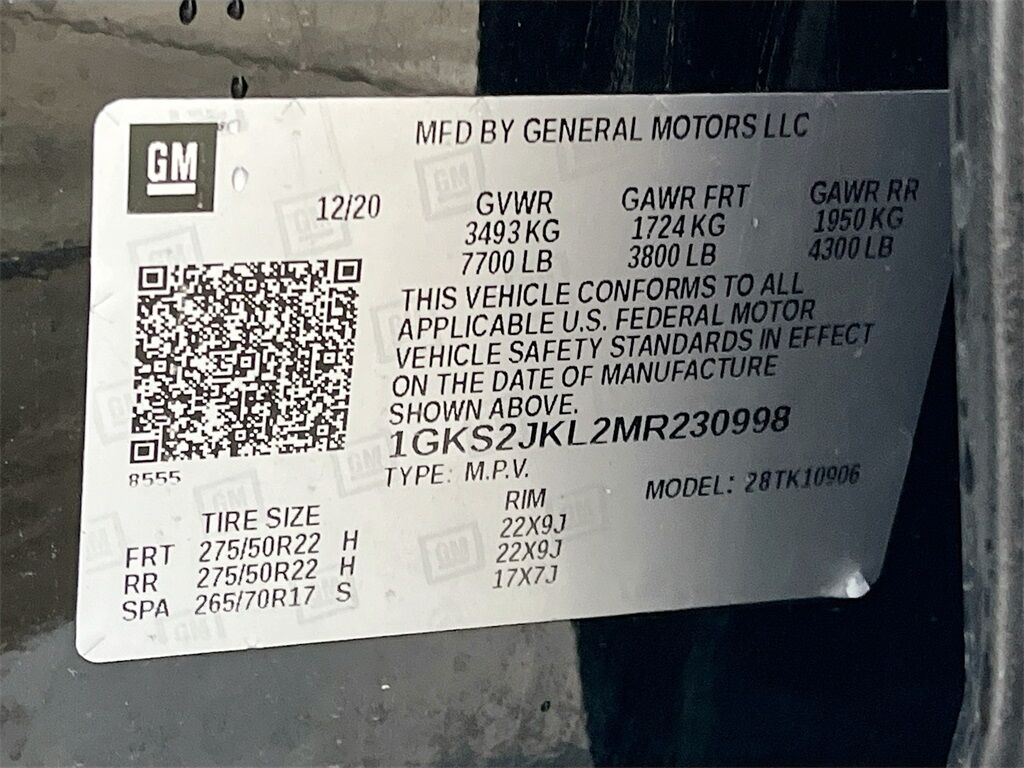 GM
MFD BY GENERAL MOTORS LLC
12/20
GVWR GAWR FRT GAWR RR
3493 KG 1724 KG 1950 KG
7700 LB 3800 LB 4300 LB
THIS VEHICLE CONFORMS TO ALL
APPLICABLE U.S. FEDERAL MOTOR
VEHICLE SAFETY STANDARDS IN EFFECT
ON THE DATE OF MANUFACTURE
SHOWN ABOVE.
1GKS2JKL2MR230998
8555
TYPE: M.P.V. MODEL: 28TK10906
TIRE SIZE RIM
FRT 275/50R22 H 22X9J
RR 275/50R22 H 22X9J
SPA 265/70R17 S 17X7J